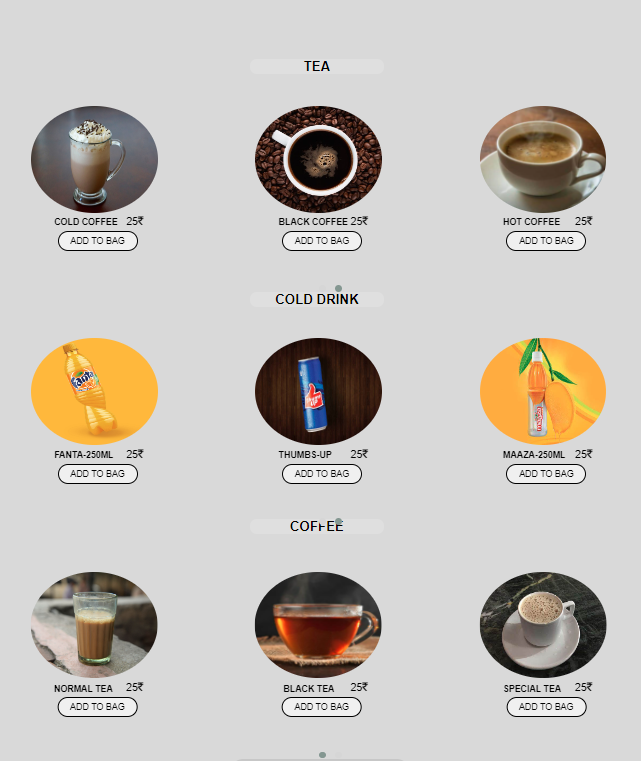 TEA
COLD COFFEE 25₹ BLACK COFFEE 25₹ HOT COFFEE 25₹
ADD TO BAG ADD TO BAG ADD TO BAG
COLD DRINK
Fanta
FANTA-250ML 25₹ THUMBS-UP 25₹ MAAZA-250ML 25₹
ADD TO BAG ADD TO BAG ADD TO BAG
COFFEE
NORMAL TEA 25₹ BLACK TEA 25₹ SPECIAL TEA 25₹
ADD TO BAG ADD TO BAG ADD TO BAG